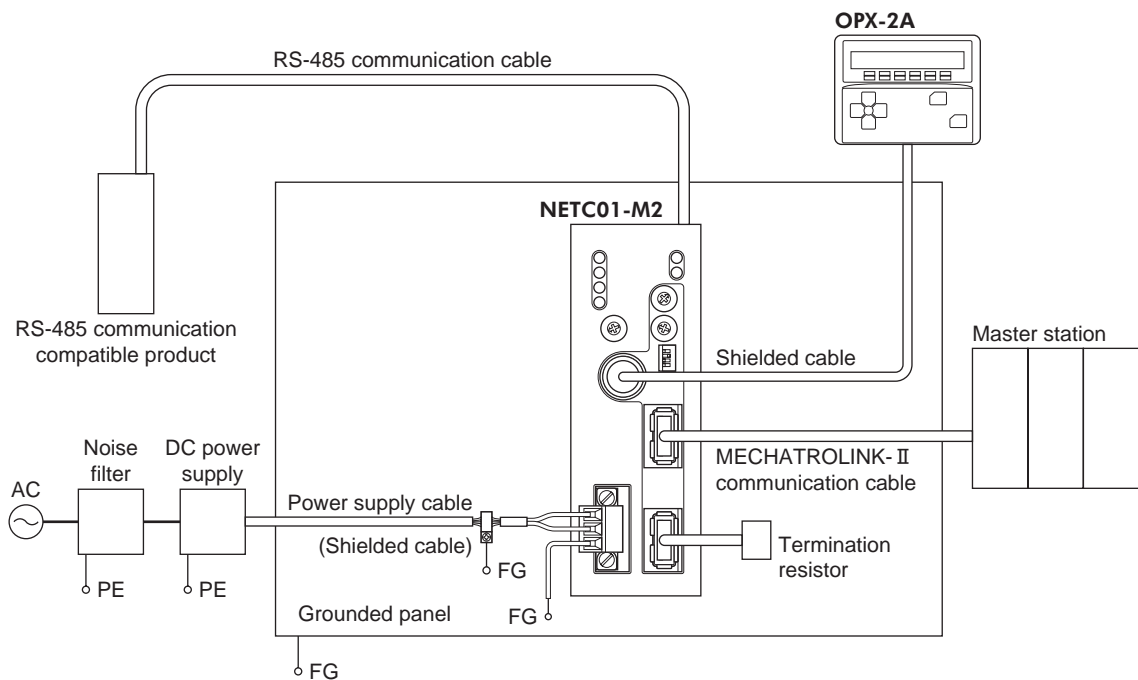 OPX-2A
RS-485 communication cable
NETC01-M2
RS-485 communication
compatible product
Shielded cable
Master station
Noise
filter
DC power
supply
AC
MECHATROLINK-Ⅱ
communication cable
Power supply cable
(Shielded cable)
Termination
resistor
PE
PE
FG
FG
Grounded panel
FG